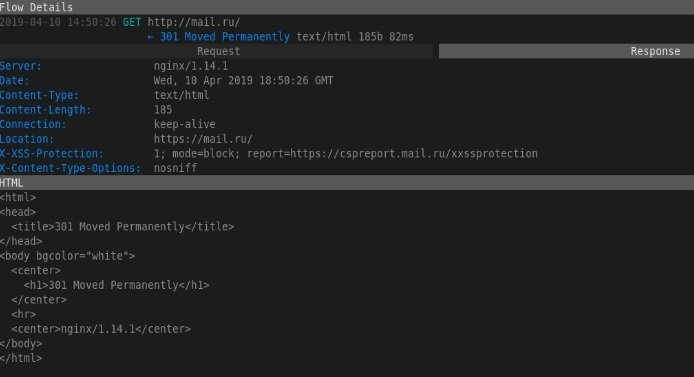 Flow Details
2019-04-10 14:50:26 GET http://mail.ru/
← 301 Moved Permanently text/html 185b 82ms
Request Response
Server: nginx/1.14.1
Date: Wed, 10 Apr 2019 18:50:26 GMT
Content-Type: text/html
Content-Length: 185
Connection: keep-alive
Location: https://mail.ru/
X-XSS-Protection: 1; mode=block; report=https://cspreport.mail.ru/xxssprotection
X-Content-Type-Options: nosniff
HTML
<html>
<head>
  <title>301 Moved Permanently</title>
</head>
<body bgcolor="white">
  <center>
    <h1>301 Moved Permanently</h1>
  </center>
  <hr>
  <center>nginx/1.14.1</center>
</body>
</html>